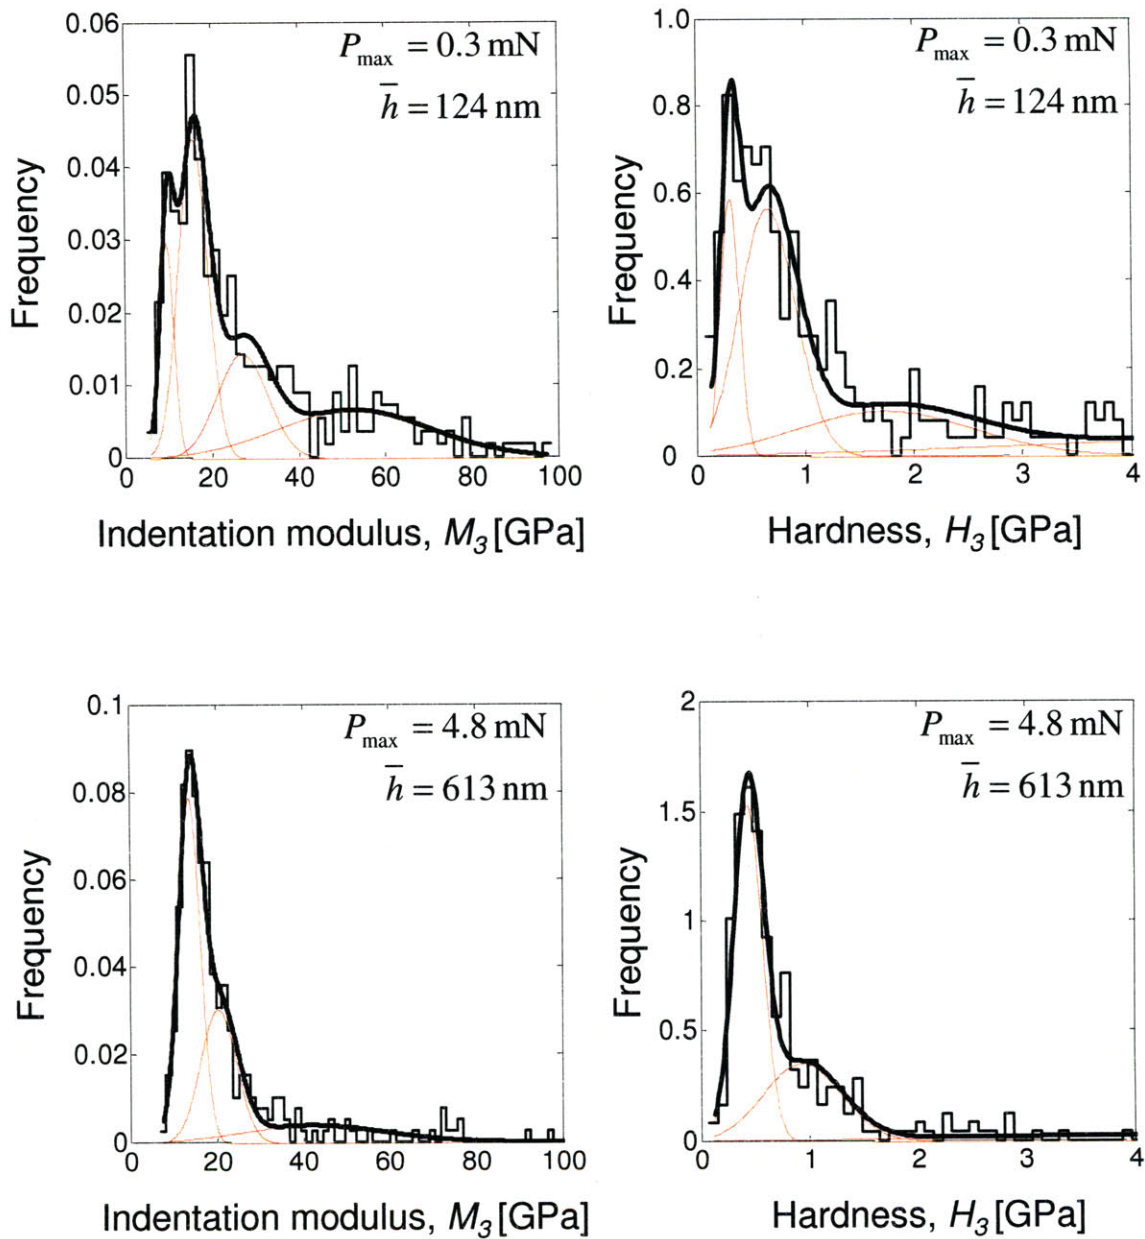 0.06
0.05
0.04
0.03
0.02
0.01
0
Frequency
P_max = 0.3 mN
h̅ = 124 nm
0 20 40 60 80 100
Indentation modulus, M_3 [GPa]
1.0
0.8
0.6
0.4
0.2
0
Frequency
P_max = 0.3 mN
h̅ = 124 nm
0 1 2 3 4
Hardness, H_3 [GPa]
0.1
0.08
0.06
0.04
0.02
0
Frequency
P_max = 4.8 mN
h̅ = 613 nm
0 20 40 60 80 100
Indentation modulus, M_3 [GPa]
2
1.5
1
0.5
0
Frequency
P_max = 4.8 mN
h̅ = 613 nm
0 1 2 3 4
Hardness, H_3 [GPa]